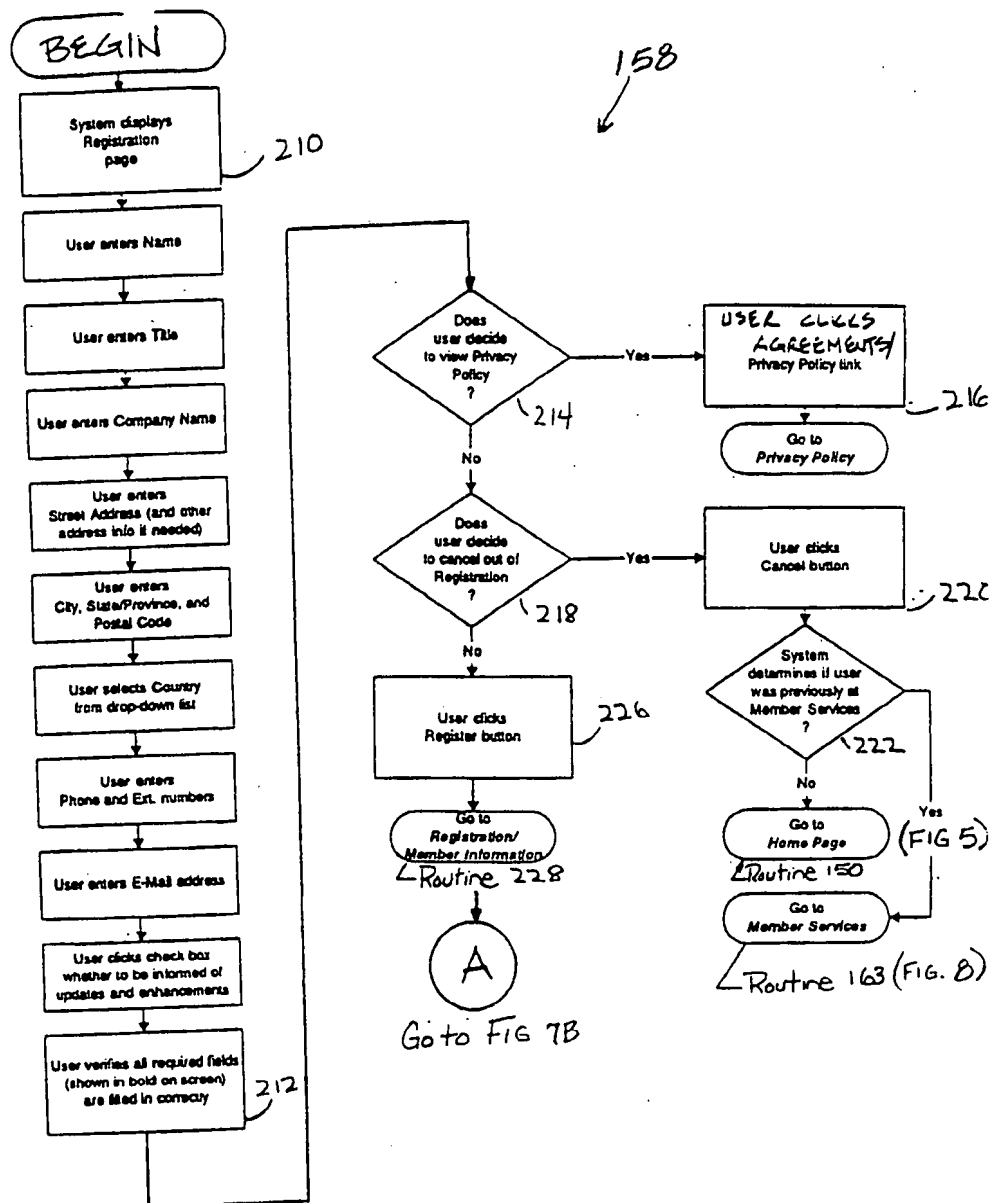 BEGIN
158
System displays
Registration
page
210
User enters Name
User enters Title
User enters Company Name
User enters
Street Address (and other
address info if needed)
User enters
City, State/Province, and
Postal Code
User selects Country
from drop-down list
User enters
Phone and Ext. numbers
User enters E-Mail address
User clicks check box
whether to be informed of
updates and enhancements
User verifies all required fields
(shown in bold on screen)
are filled in correctly
212
Does
user decide
to view Privacy
Policy
?
214
Yes
USER CLICKS
AGREEMENTS/
Privacy Policy link
216
Go to
Privacy Policy
No
Does
user decide
to cancel out of
Registration
?
218
Yes
User clicks
Cancel button
220
No
User clicks
Register button
226
Go to
Registration/
Member Information
Routine 228
A
Go to FIG 7B
System
determines if user
was previously at
Member Services
?
222
No
Yes
(FIG 5)
Go to
Home Page
Routine 150
Go to
Member Services
Routine 163 (FIG. 8)